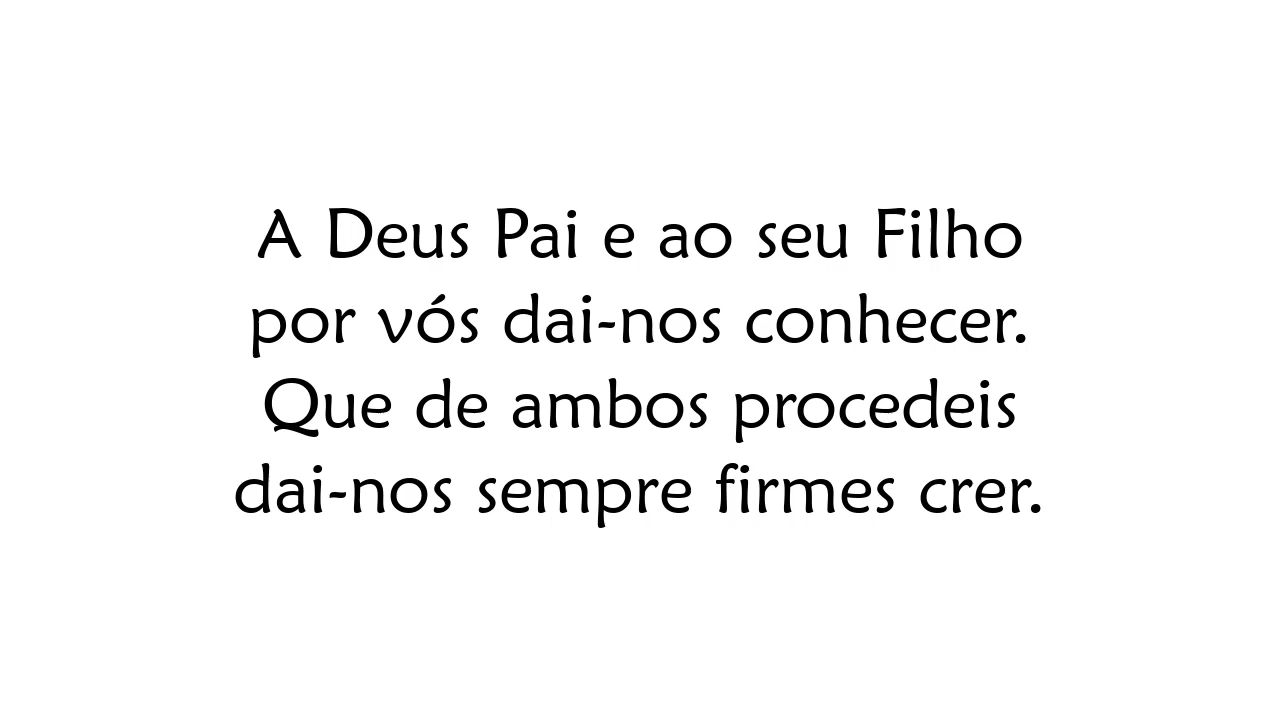 A Deus Pai e ao seu Filho
por vós dai-nos conhecer.
Que de ambos procedeis
dai-nos sempre firmes crer.